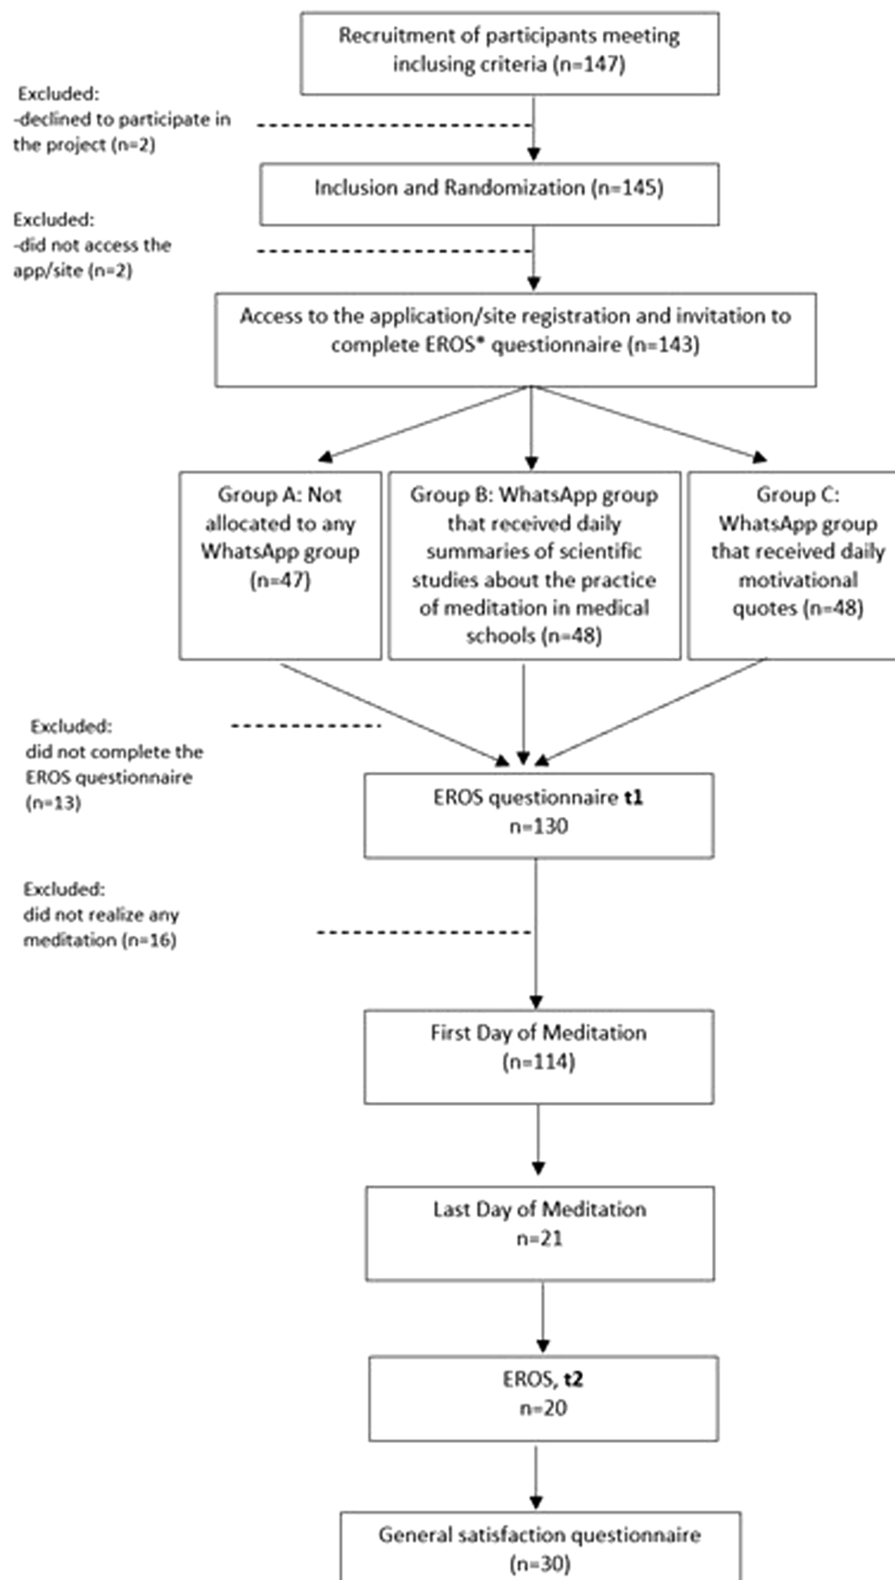 Recruitment of participants meeting
inclusing criteria (n=147)
Excluded:
-declined to participate in
the project (n=2)
Inclusion and Randomization (n=145)
Excluded:
-did not access the
app/site (n=2)
Access to the application/site registration and invitation to
complete EROS* questionnaire (n=143)
Group A: Not
allocated to any
WhatsApp group
(n=47)
Group B: WhatsApp group
that received daily
summaries of scientific
studies about the practice
of meditation in medical
schools (n=48)
Group C:
WhatsApp group
that received daily
motivational
quotes (n=48)
Excluded:
did not complete the
EROS questionnaire
(n=13)
EROS questionnaire t1
n=130
Excluded:
did not realize any
meditation (n=16)
First Day of Meditation
(n=114)
Last Day of Meditation
n=21
EROS, t2
n=20
General satisfaction questionnaire
(n=30)